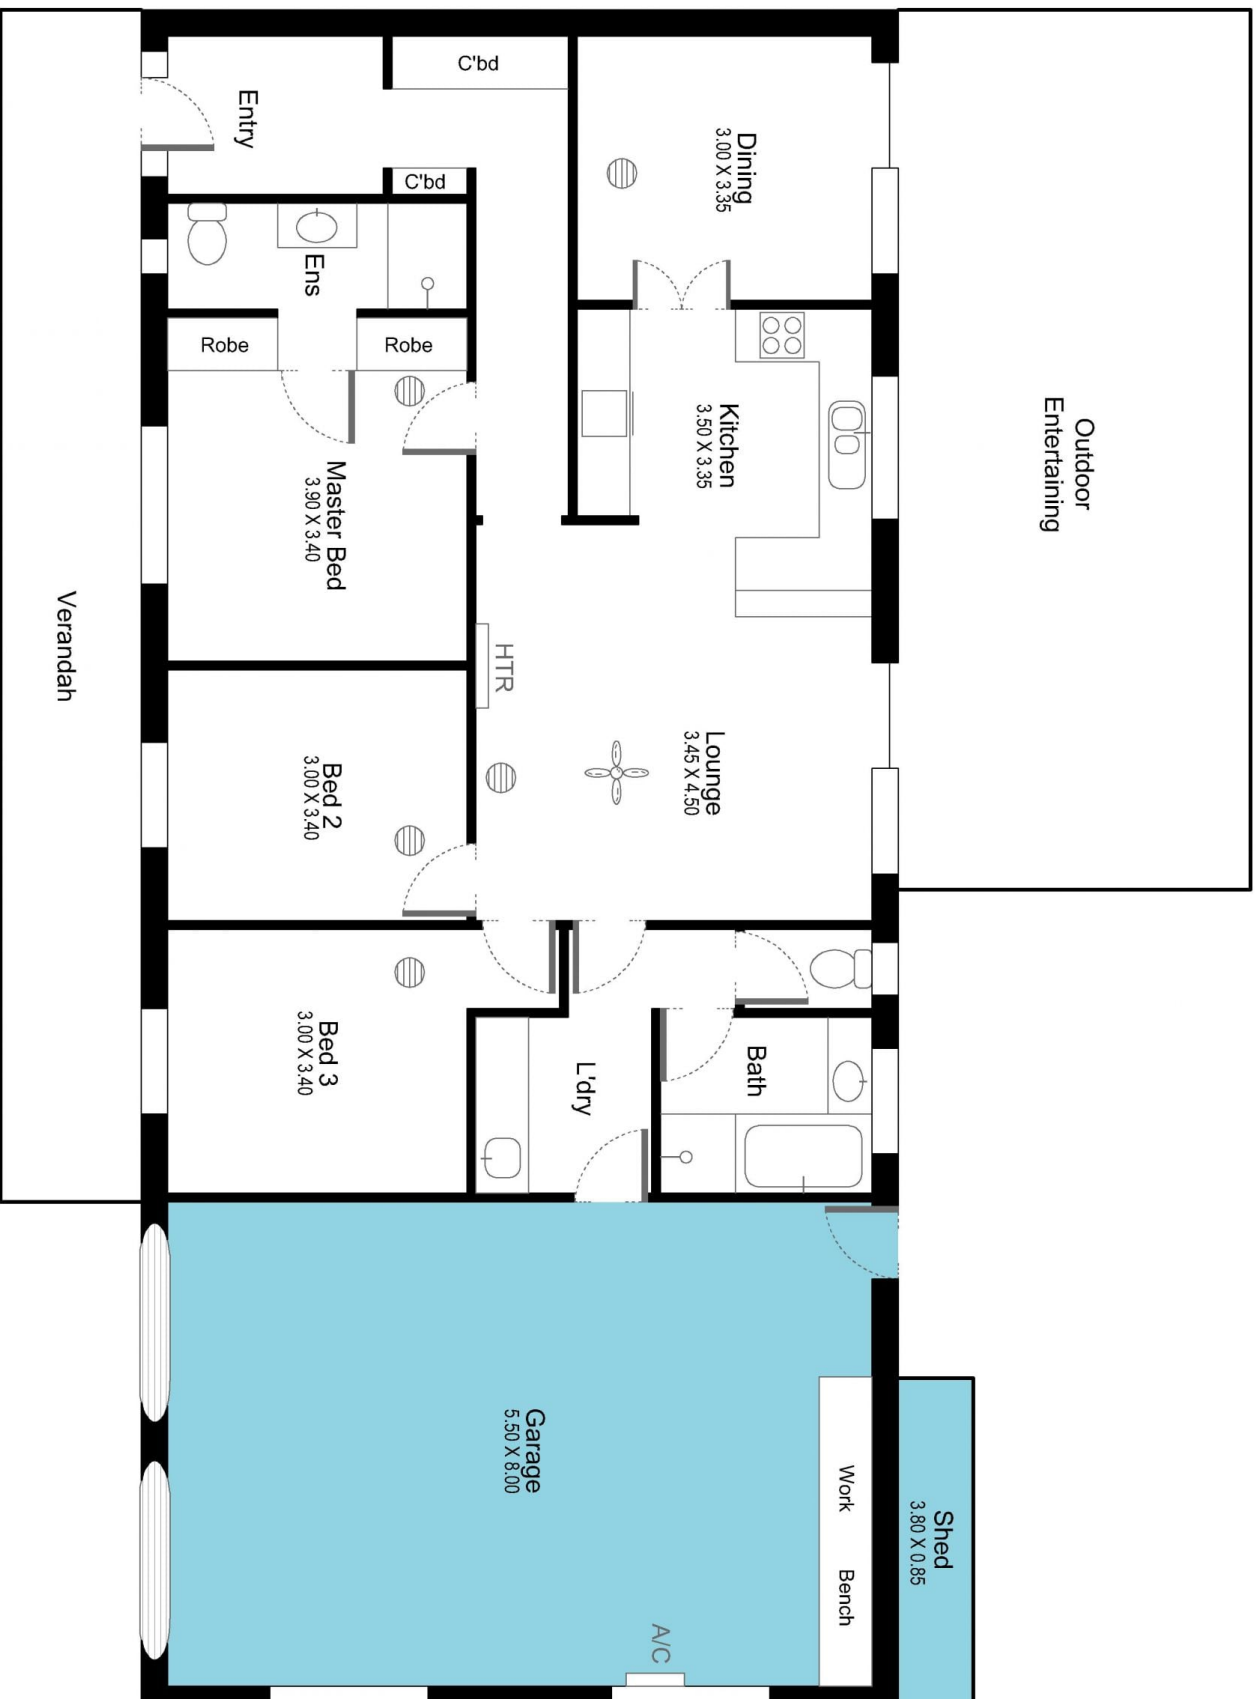 Outdoor
Entertaining
Dining
3.00 X 3.35
Kitchen
3.50 X 3.35
Lounge
3.45 X 4.50
Bath
L'dry
C'bd
C'bd
Entry
Ens
Robe
Robe
Master Bed
3.90 X 3.40
HTR
Bed 2
3.00 X 3.40
Bed 3
3.00 X 3.40
Verandah
Garage
5.50 X 8.00
Work Bench
A/C
Shed
3.80 X 0.85